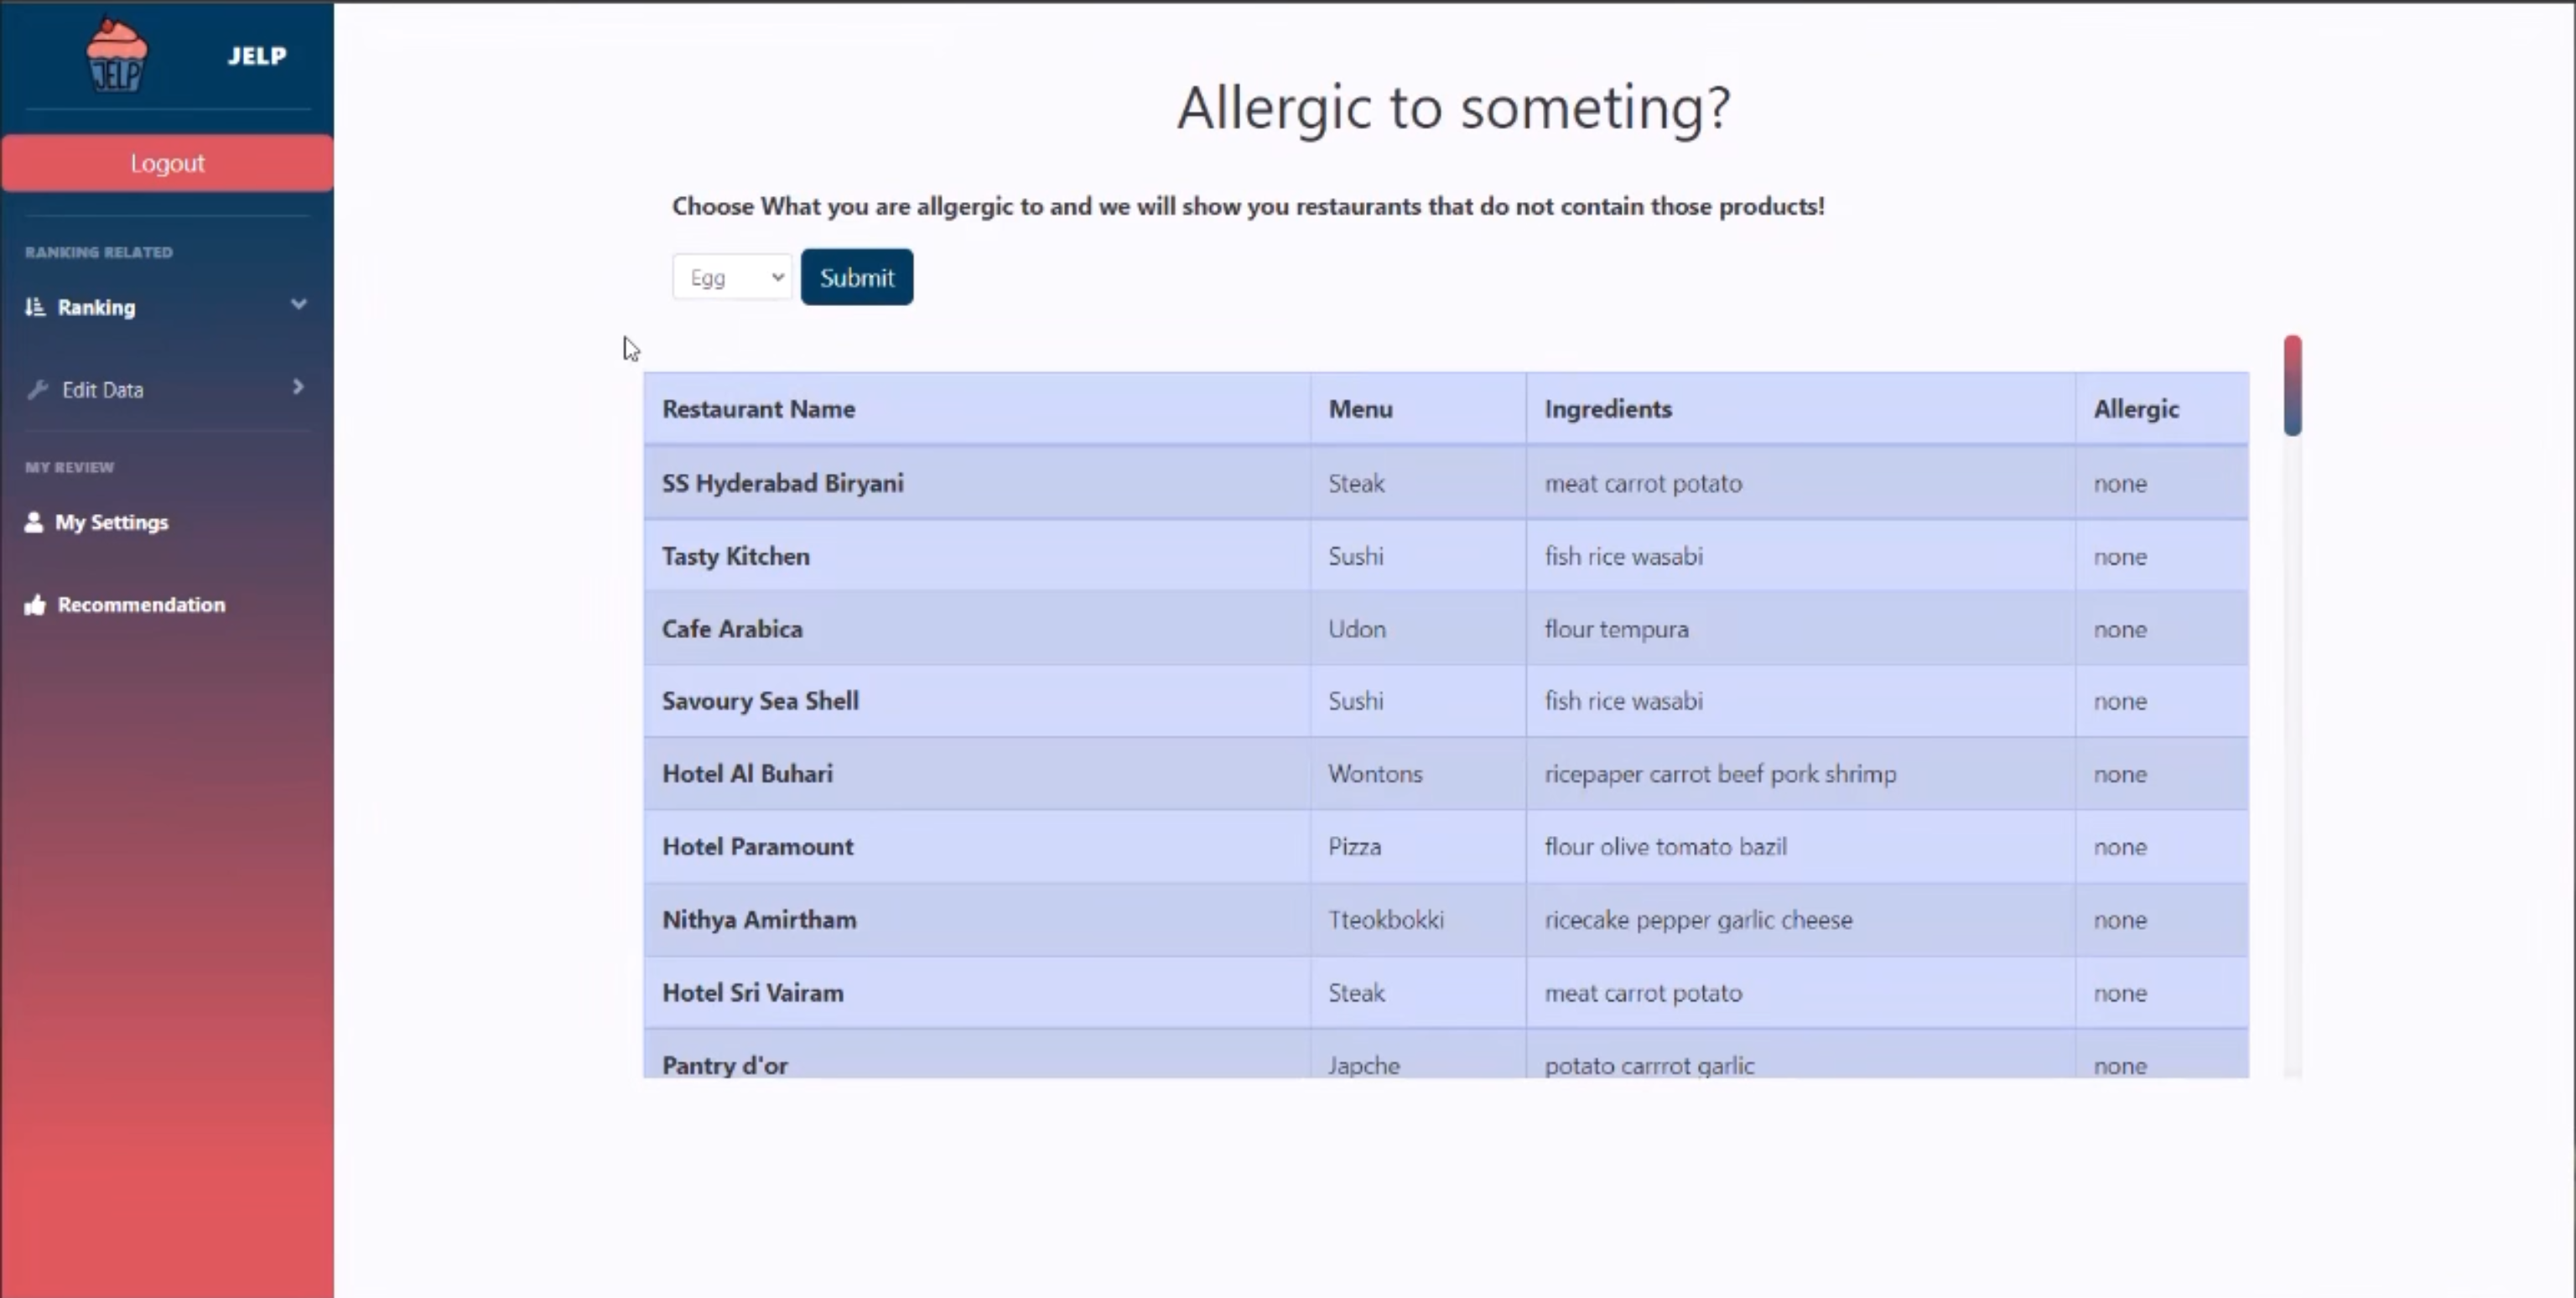 JELP
JELP
Logout
RANKING RELATED
Ranking
Edit Data
MY REVIEW
My Settings
Recommendation
Allergic to someting?
Choose What you are allgergic to and we will show you restaurants that do not contain those products!
Egg Submit
Restaurant Name Menu Ingredients Allergic
SS Hyderabad Biryani Steak meat carrot potato none
Tasty Kitchen Sushi fish rice wasabi none
Cafe Arabica Udon flour tempura none
Savoury Sea Shell Sushi fish rice wasabi none
Hotel Al Buhari Wontons ricepaper carrot beef pork shrimp none
Hotel Paramount Pizza flour olive tomato bazil none
Nithya Amirtham Tteokbokki ricecake pepper garlic cheese none
Hotel Sri Vairam Steak meat carrot potato none
Pantry d'or Japche potato carrrot garlic none